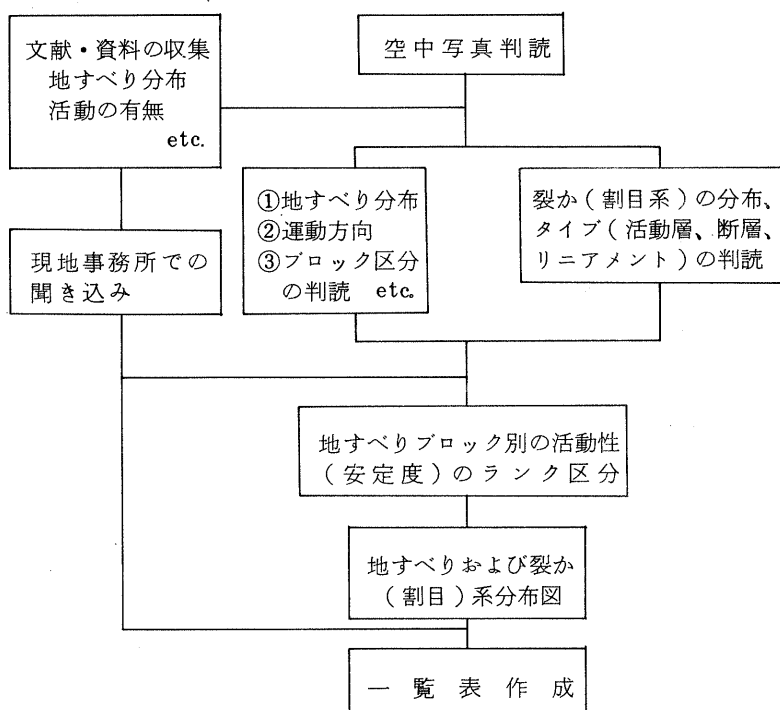 文献・資料の収集
地すべり分布
活動の有無
etc.
空中写真判読
①地すべり分布
②運動方向
③ブロック区分
の判読 etc.
裂か(割目系)の分布、
タイプ(活動層、断層、
リニアメント)の判読
現地事務所での
聞き込み
地すべりブロック別の活動性
(安定度)のランク区分
地すべりおよび裂か
(割目)系分布図
一覧表作成